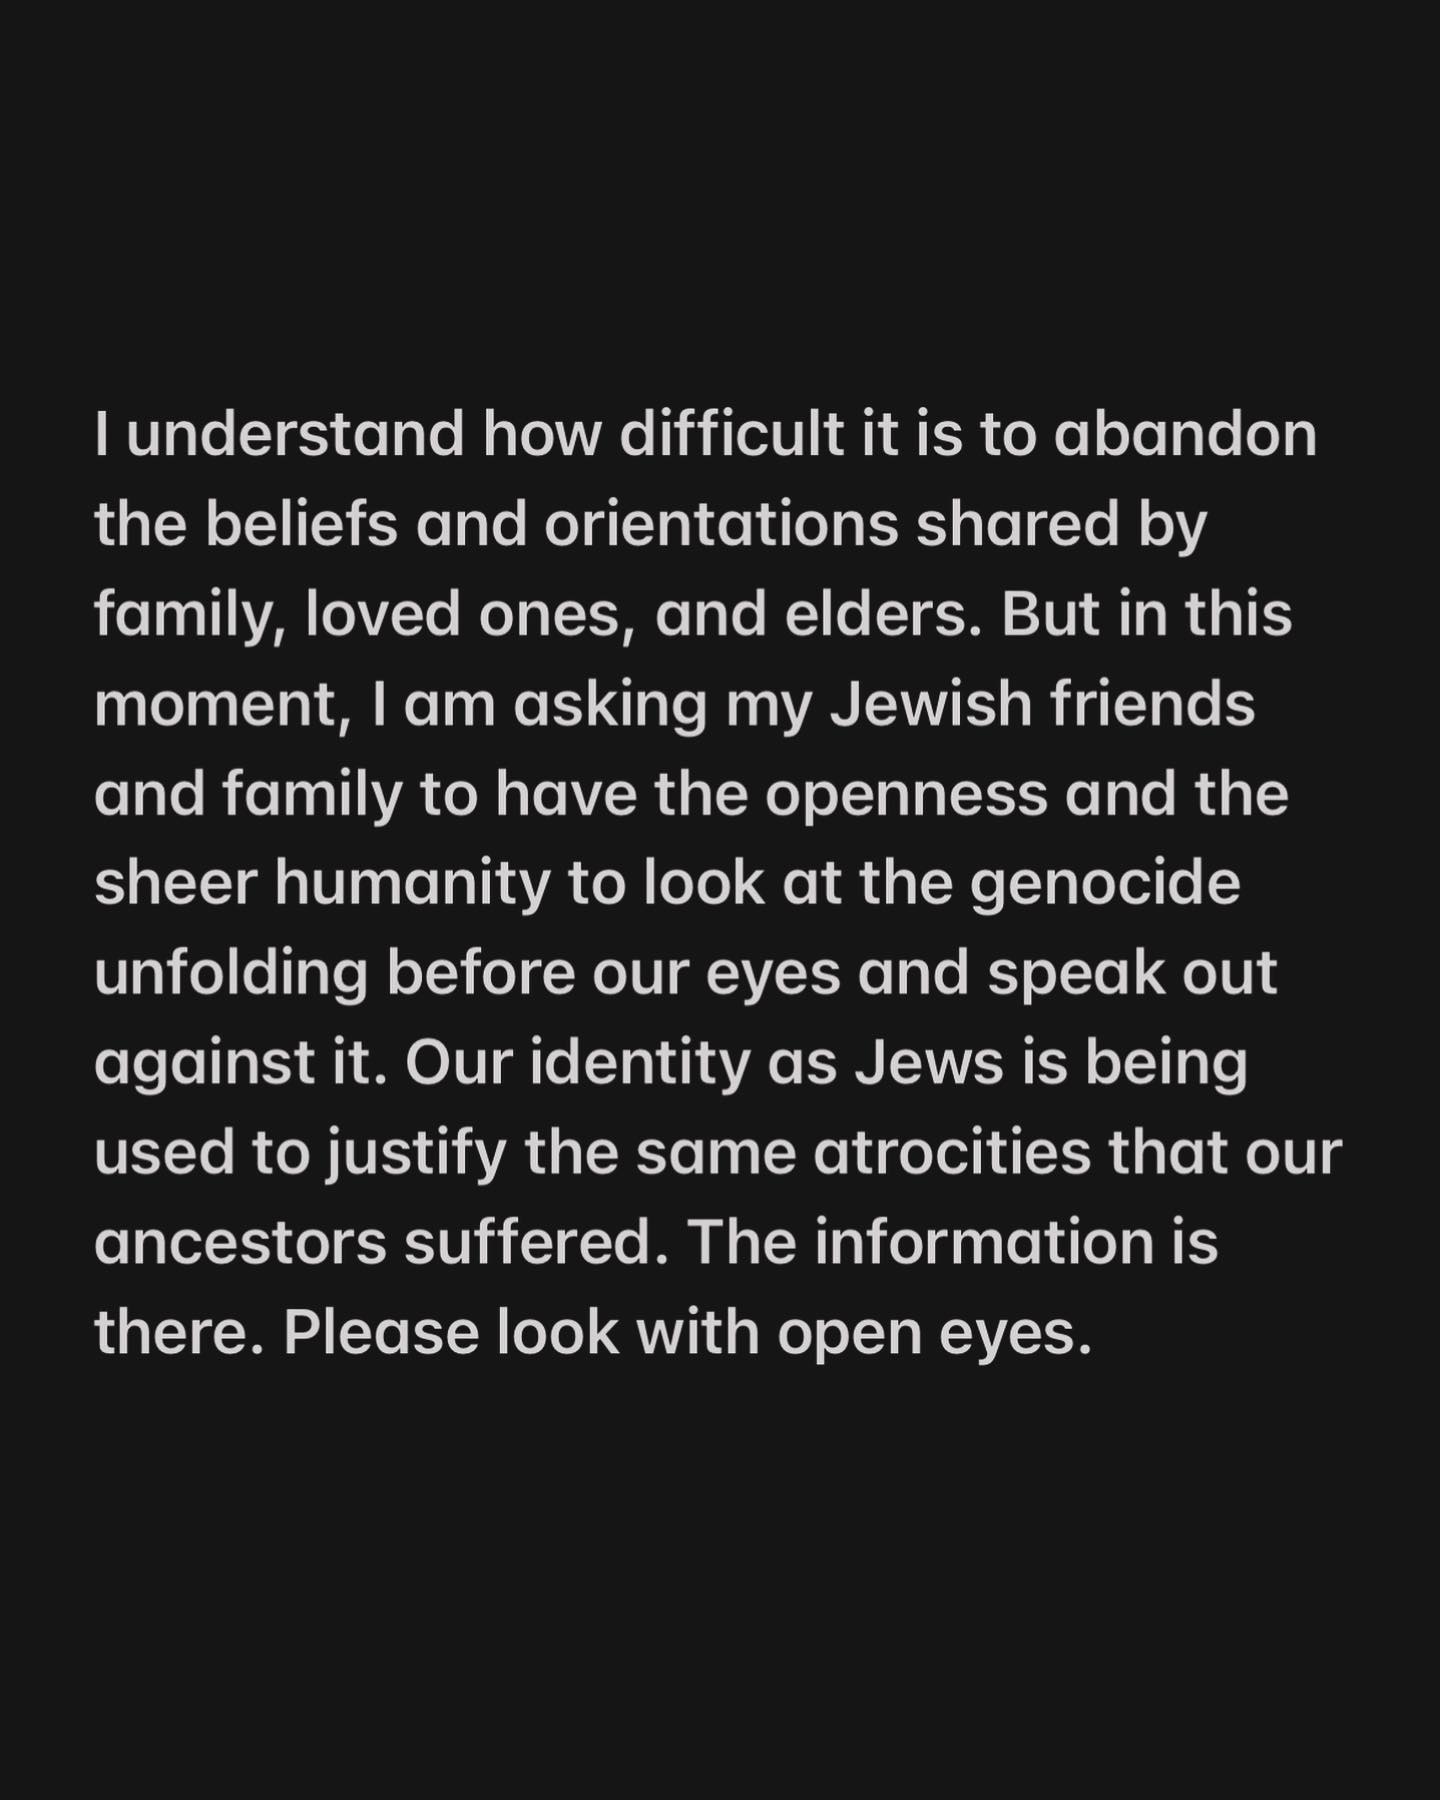 I understand how difficult it is to abandon
the beliefs and orientations shared by
family, loved ones, and elders. But in this
moment, I am asking my Jewish friends
and family to have the openness and the
sheer humanity to look at the genocide
unfolding before our eyes and speak out
against it. Our identity as Jews is being
used to justify the same atrocities that our
ancestors suffered. The information is
there. Please look with open eyes.